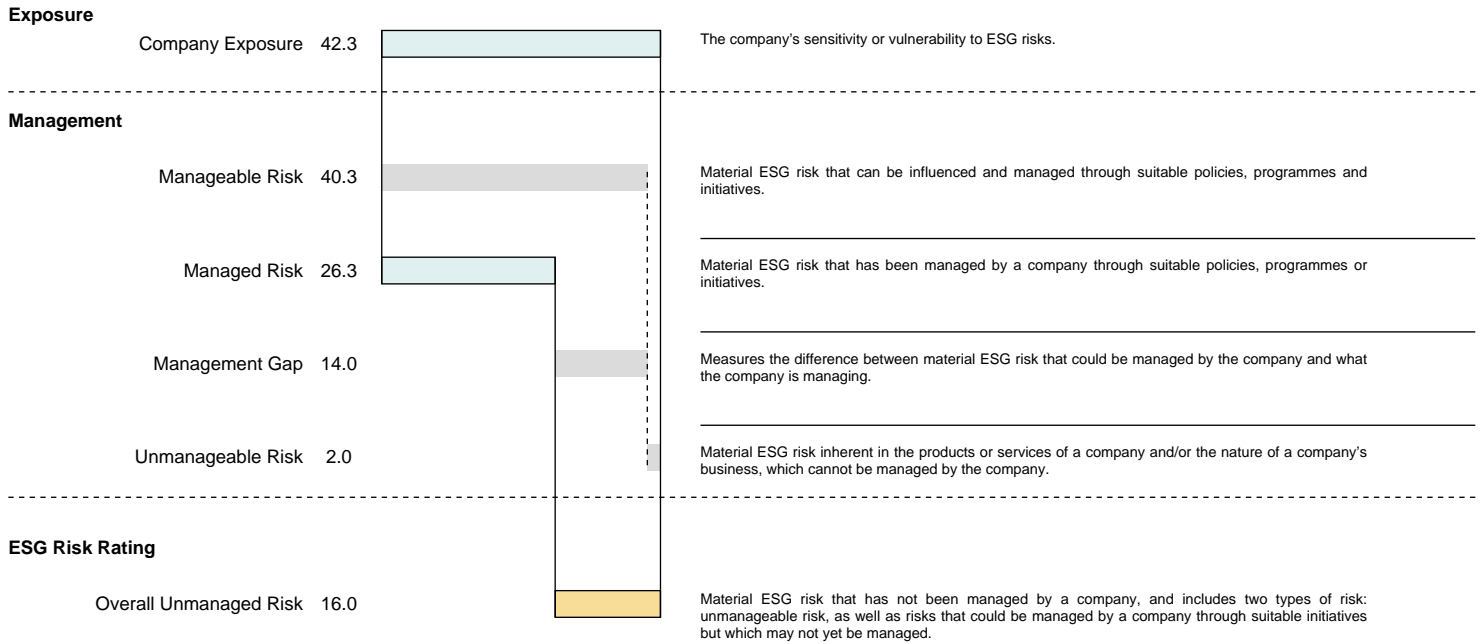 Exposure
Company Exposure 42.3
The company’s sensitivity or vulnerability to ESG risks.
Management
Manageable Risk 40.3
Material ESG risk that can be influenced and managed through suitable policies, programmes and
initiatives.
Managed Risk 26.3
Material ESG risk that has been managed by a company through suitable policies, programmes or
initiatives.
Management Gap 14.0
Measures the difference between material ESG risk that could be managed by the company and what
the company is managing.
Unmanageable Risk 2.0
Material ESG risk inherent in the products or services of a company and/or the nature of a company’s
business, which cannot be managed by the company.
ESG Risk Rating
Overall Unmanaged Risk 16.0
Material ESG risk that has not been managed by a company, and includes two types of risk:
unmanageable risk, as well as risks that could be managed by a company through suitable initiatives
but which may not yet be managed.